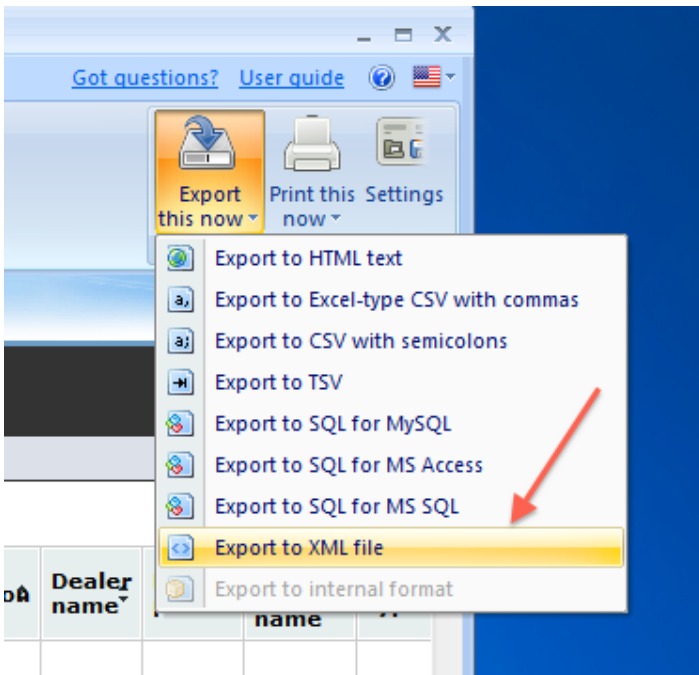 Got questions? User guide
Export
this now
Print this
now
Settings
Export to HTML text
Export to Excel-type CSV with commas
Export to CSV with semicolons
Export to TSV
Export to SQL for MySQL
Export to SQL for MS Access
Export to SQL for MS SQL
Export to XML file
Export to internal format
Dealer
name
name